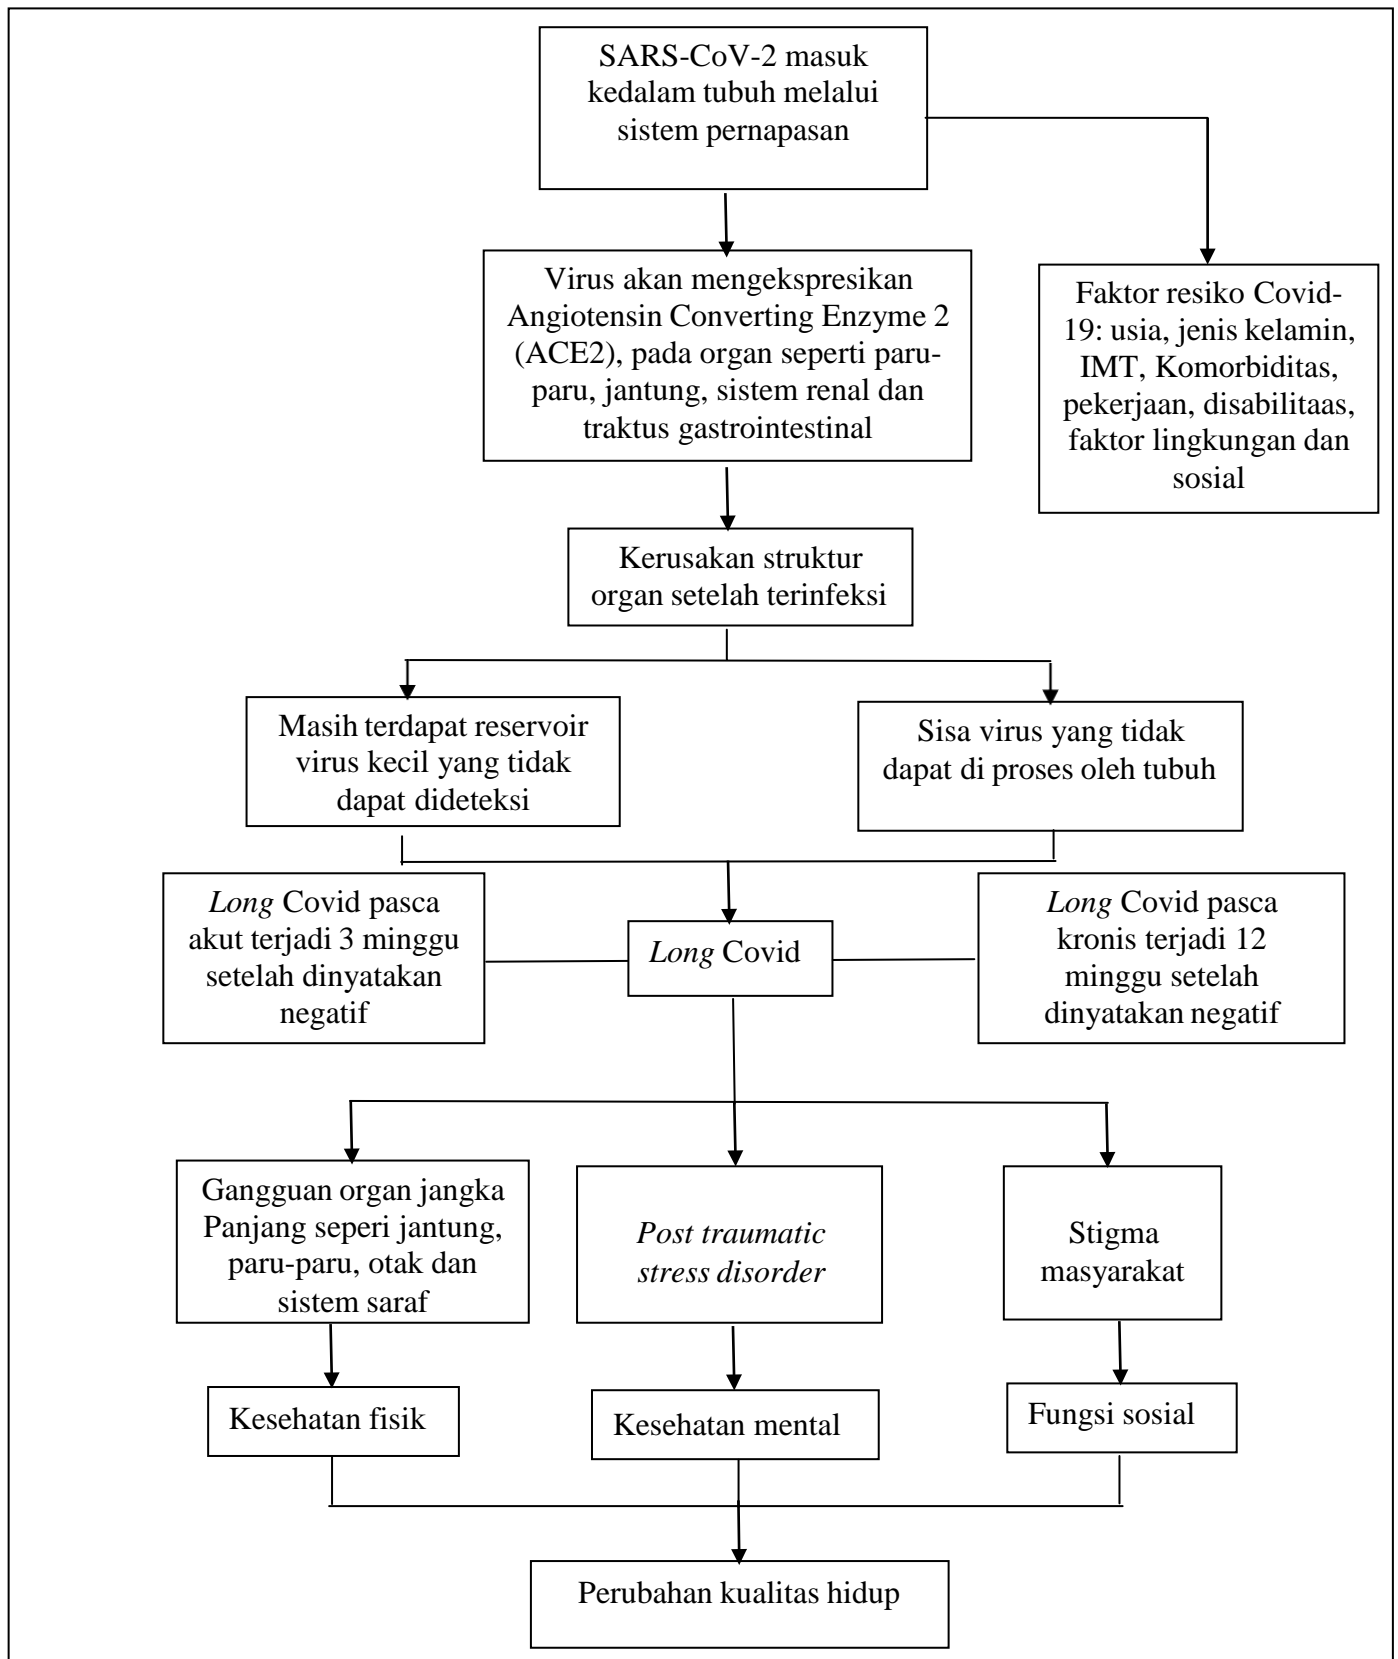 SARS-CoV-2 masuk
kedalam tubuh melalui
sistem pernapasan
Virus akan mengekspresikan
Angiotensin Converting Enzyme 2
(ACE2), pada organ seperti paru-
paru, jantung, sistem renal dan
traktus gastrointestinal
Faktor resiko Covid-
19: usia, jenis kelamin,
IMT, Komorbiditas,
pekerjaan, disabilitaas,
faktor lingkungan dan
sosial
Kerusakan struktur
organ setelah terinfeksi
Masih terdapat reservoir
virus kecil yang tidak
dapat dideteksi
Sisa virus yang tidak
dapat di proses oleh tubuh
Long Covid pasca
akut terjadi 3 minggu
setelah dinyatakan
negatif
Long Covid
Long Covid pasca
kronis terjadi 12
minggu setelah
dinyatakan negatif
Gangguan organ jangka
Panjang seperi jantung,
paru-paru, otak dan
sistem saraf
Post traumatic
stress disorder
Stigma
masyarakat
Kesehatan fisik
Kesehatan mental
Fungsi sosial
Perubahan kualitas hidup